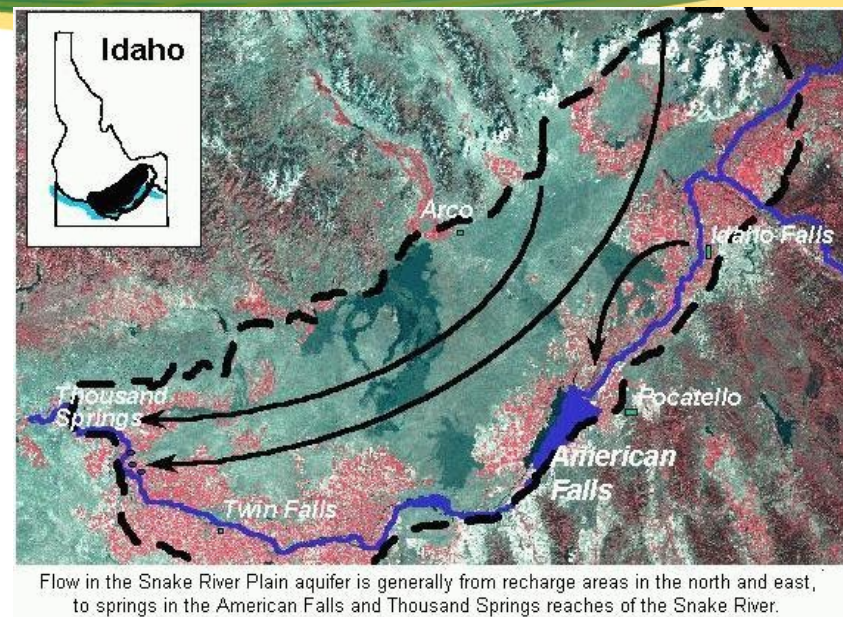 Idaho
Arco
Idaho Falls
Thousand
Springs
Pocatello
American
Falls
Twin Falls
Flow in the Snake River Plain aquifer is generally from recharge areas in the north and east,
to springs in the American Falls and Thousand Springs reaches of the Snake River.